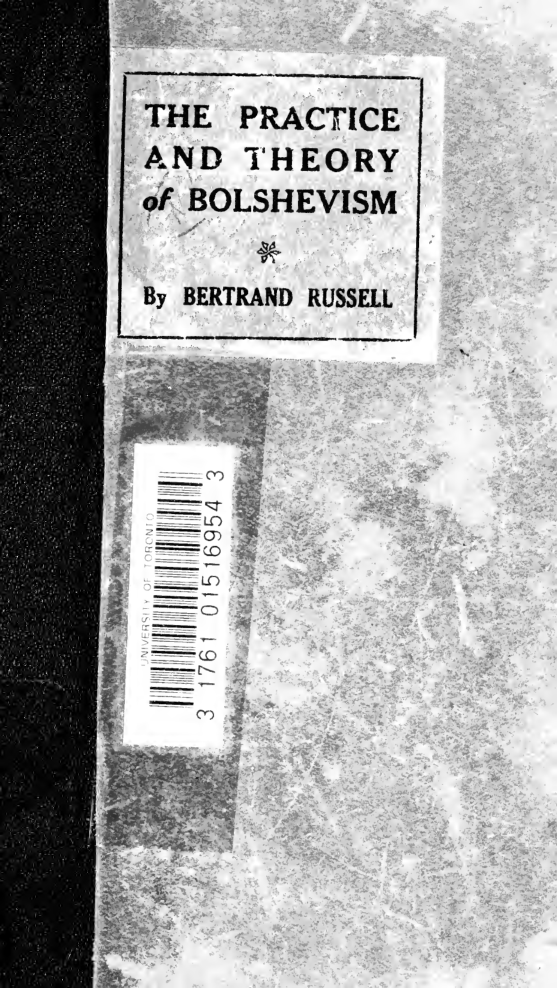 THE PRACTICE
AND THEORY
of BOLSHEVISM
By BERTRAND RUSSELL
UNIVERSITY OF TORONTO
3 1761 01516954 3